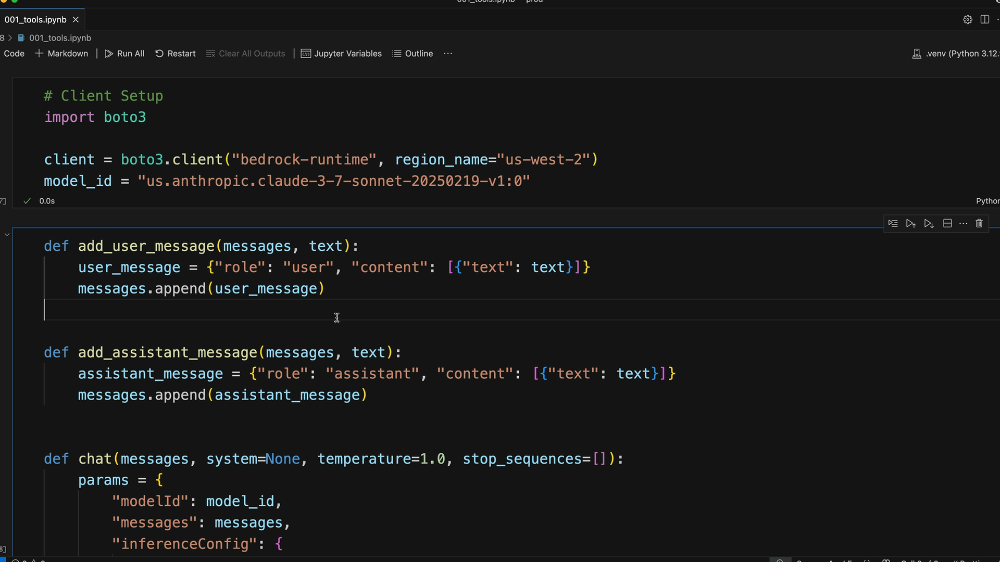 001_tools.ipynb
8 > 001_tools.ipynb
Code + Markdown | Run All Restart Clear All Outputs | Jupyter Variables Outline ...
.venv (Python 3.12.
# Client Setup
import boto3
client = boto3.client("bedrock-runtime", region_name="us-west-2")
model_id = "us.anthropic.claude-3-7-sonnet-20250219-v1:0"
7] 0.0s
Python
def add_user_message(messages, text):
user_message = {"role": "user", "content": [{"text": text}]}
messages.append(user_message)
def add_assistant_message(messages, text):
assistant_message = {"role": "assistant", "content": [{"text": text}]}
messages.append(assistant_message)
def chat(messages, system=None, temperature=1.0, stop_sequences=[]):
params = {
"modelId": model_id,
"messages": messages,
"inferenceConfig": {
8]